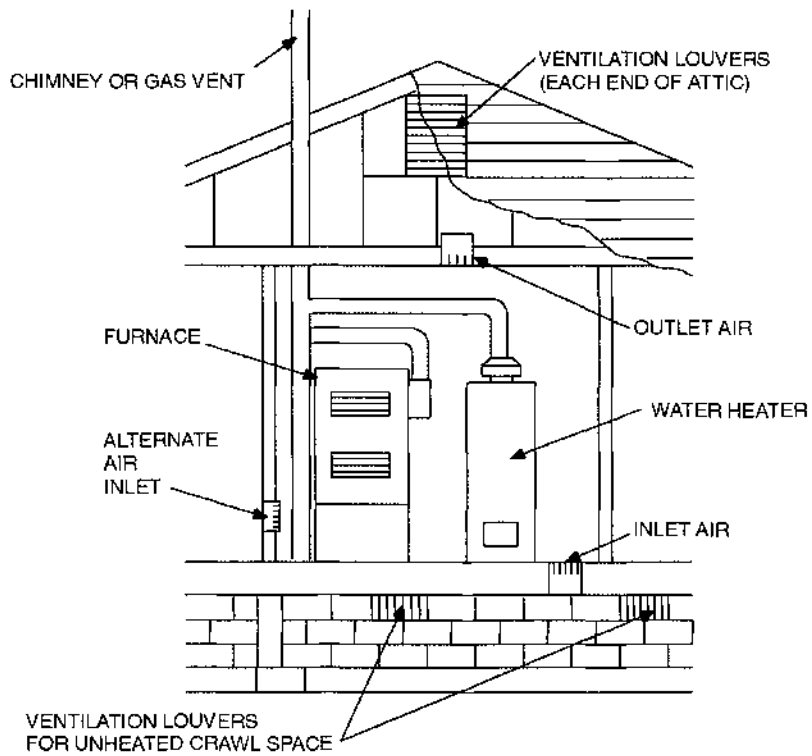 CHIMNEY OR GAS VENT
VENTILATION LOUVERS
(EACH END OF ATTIC)
OUTLET AIR
FURNACE
WATER HEATER
ALTERNATE
AIR
INLET
INLET AIR
VENTILATION LOUVERS
FOR UNHEATED CRAWL SPACE